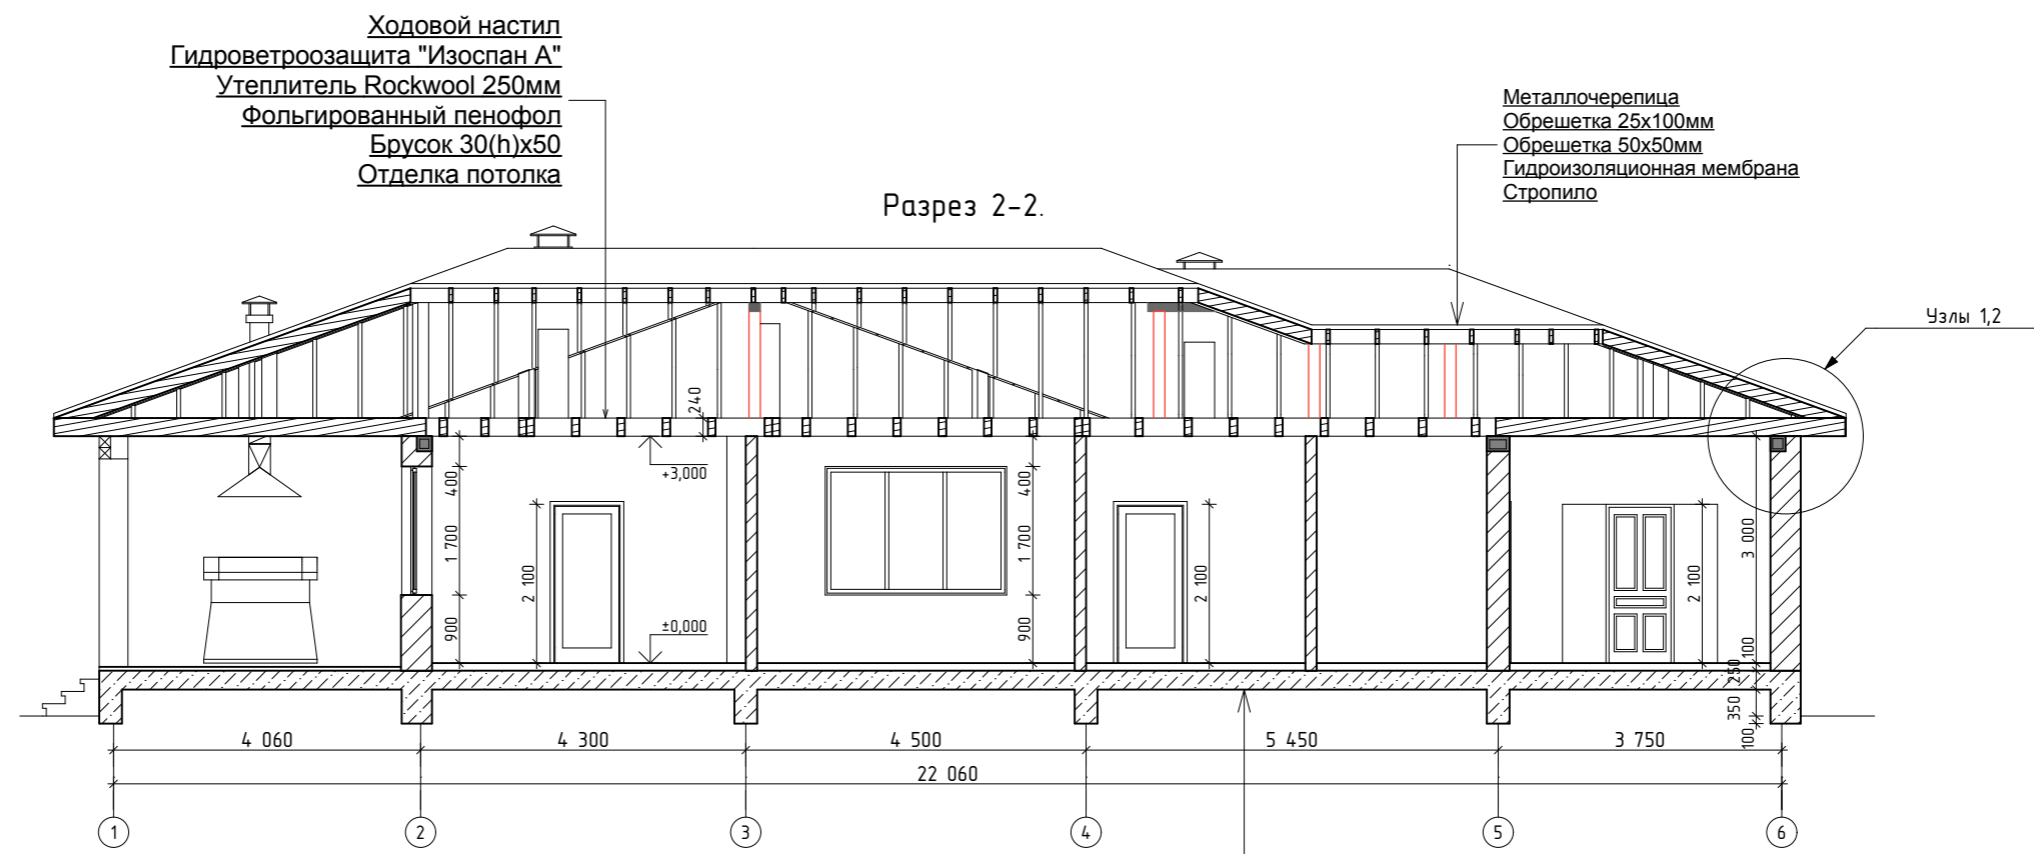 Ходовой настил
Гидроветроозащита "Изоспан А"
Утеплитель Rockwool 250мм
Фольгированный пенофол
Брусок 30(h)х50
Отделка потолка
Металлочерепица
Обрешетка 25х100мм
Обрешетка 50х50мм
Гидроизоляционная мембрана
Стропило
Разрез 2-2.
Узлы 1,2
240
+3,000
400
1 700
900
2 100
±0,000
400
1 700
900
2 100
2 100
3 000
100
250
350
100
4 060
4 300
4 500
5 450
3 750
22 060
1
2
3
4
5
6